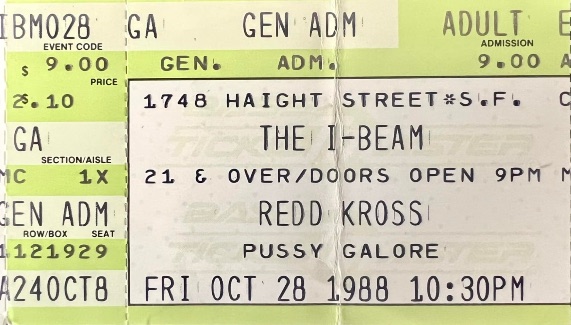 IBM028 GA GEN ADM ADULT E
EVENT CODE ADMISSION
$ 9.00 GEN. ADM. 9.00 A
PRICE
2.10 1748 HAIGHT STREET*S.F. C
GA THE I-BEAM
SECTION/AISLE
MC 1X 21 & OVER/DOORS OPEN 9PM M
GEN ADM REDD KROSS
ROW/BOX SEAT
1121929 PUSSY GALORE
A240CT8 FRI OCT 28 1988 10:30PM